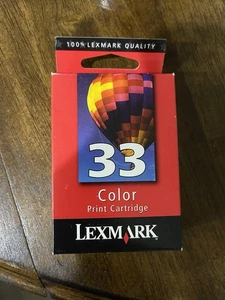 100% LEXMARK QUALITY
33
Color
Print Cartridge
LEXMARK